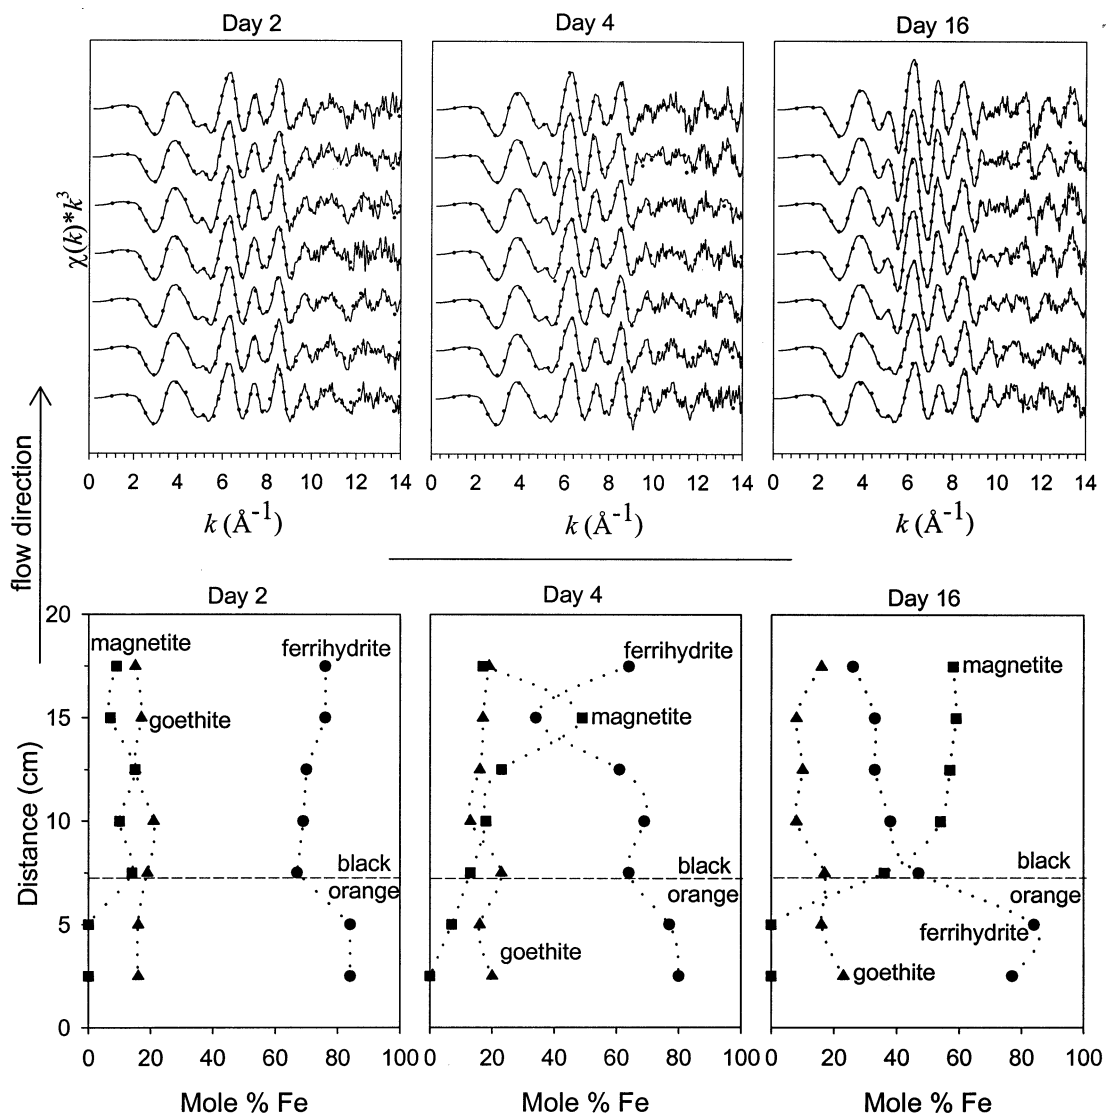 Day 2
Day 4
Day 16
χ(k)*k³
0 2 4 6 8 10 12 14
0 2 4 6 8 10 12 14
0 2 4 6 8 10 12 14
k (Å⁻¹)
k (Å⁻¹)
k (Å⁻¹)
flow direction
Day 2
Day 4
Day 16
20
magnetite
ferrihydrite
ferrihydrite
magnetite
goethite
magnetite
15
Distance (cm)
10
black
black
black
orange
orange
orange
5
goethite
ferrihydrite
goethite
0
0 20 40 60 80 100
0 20 40 60 80 100
0 20 40 60 80 100
Mole % Fe
Mole % Fe
Mole % Fe